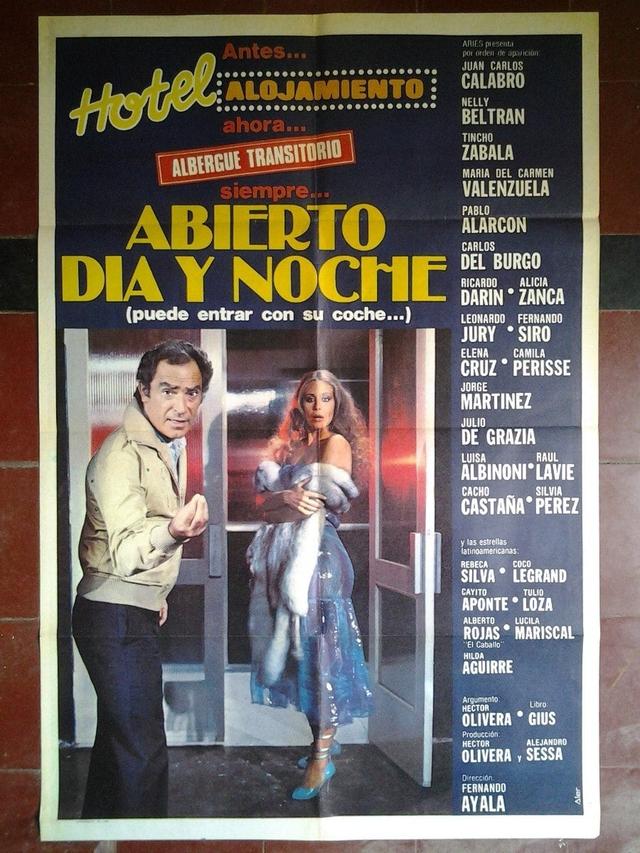 Antes...
Hotel
ALOJAMIENTO
ahora...
ALBERGUE TRANSITORIO
siempre...
ABIERTO
DIA Y NOCHE
(puede entrar con su coche...)
ARIES presenta
por orden de aparición:
JUAN CARLOS
CALABRO
NELLY
BELTRAN
TINCHO
ZABALA
MARIA DEL CARMEN
VALENZUELA
PABLO
ALARCON
CARLOS
DEL BURGO
RICARDO ALICIA
DARIN • ZANCA
LEONARDO FERNANDO
JURY • SIRO
ELENA CAMILA
CRUZ • PERISSE
JORGE
MARTINEZ
JULIO
DE GRAZIA
LUISA RAUL
ALBINONI • LAVIE
CACHO SILVIA
CASTAÑA • PEREZ
y las estrellas
latinoamericanas:
REBECA COCO
SILVA • LEGRAND
CAYITO TULIO
APONTE • LOZA
ALBERTO LUCILA
ROJAS • MARISCAL
"El Caballo"
HILDA
AGUIRRE
Argumento: Libro:
HECTOR
OLIVERA • GIUS
Producción:
HECTOR ALEJANDRO
OLIVERA y SESSA
Dirección:
FERNANDO
AYALA
Aler